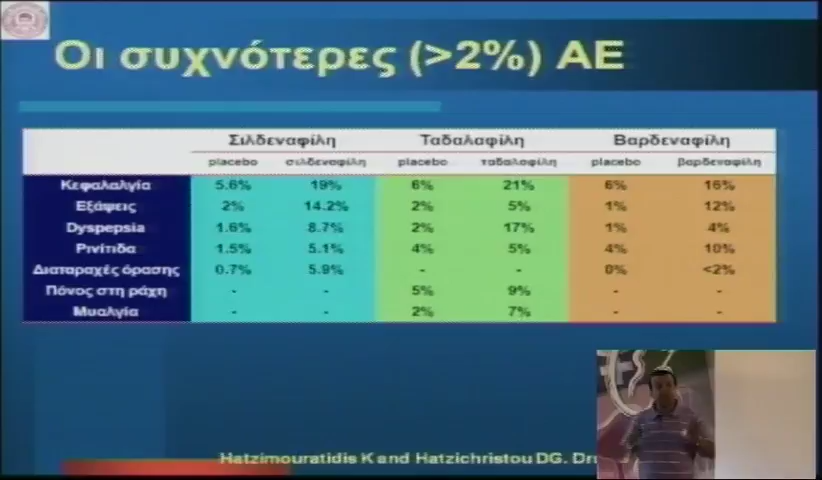 Οι συχνότερες (>2%) ΑΕ
Σιλδεναφίλη Ταδαλαφίλη Βαρδεναφίλη
placebo σιλδεναφίλη placebo ταδαλαφίλη placebo βαρδεναφίλη
Κεφαλαλγία 5.6% 19% 6% 21% 6% 16%
Εξάψεις 2% 14.2% 2% 5% 1% 12%
Dyspepsia 1.6% 8.7% 2% 17% 1% 4%
Ρινίτιδα 1.5% 5.1% 4% 5% 4% 10%
Διαταραχές όρασης 0.7% 5.9% - - 0% <2%
Πόνος στη ράχη - - 5% 9% - -
Μυαλγία - - 2% 7% - -
Hatzimouratidis K and Hatzichristou DG.